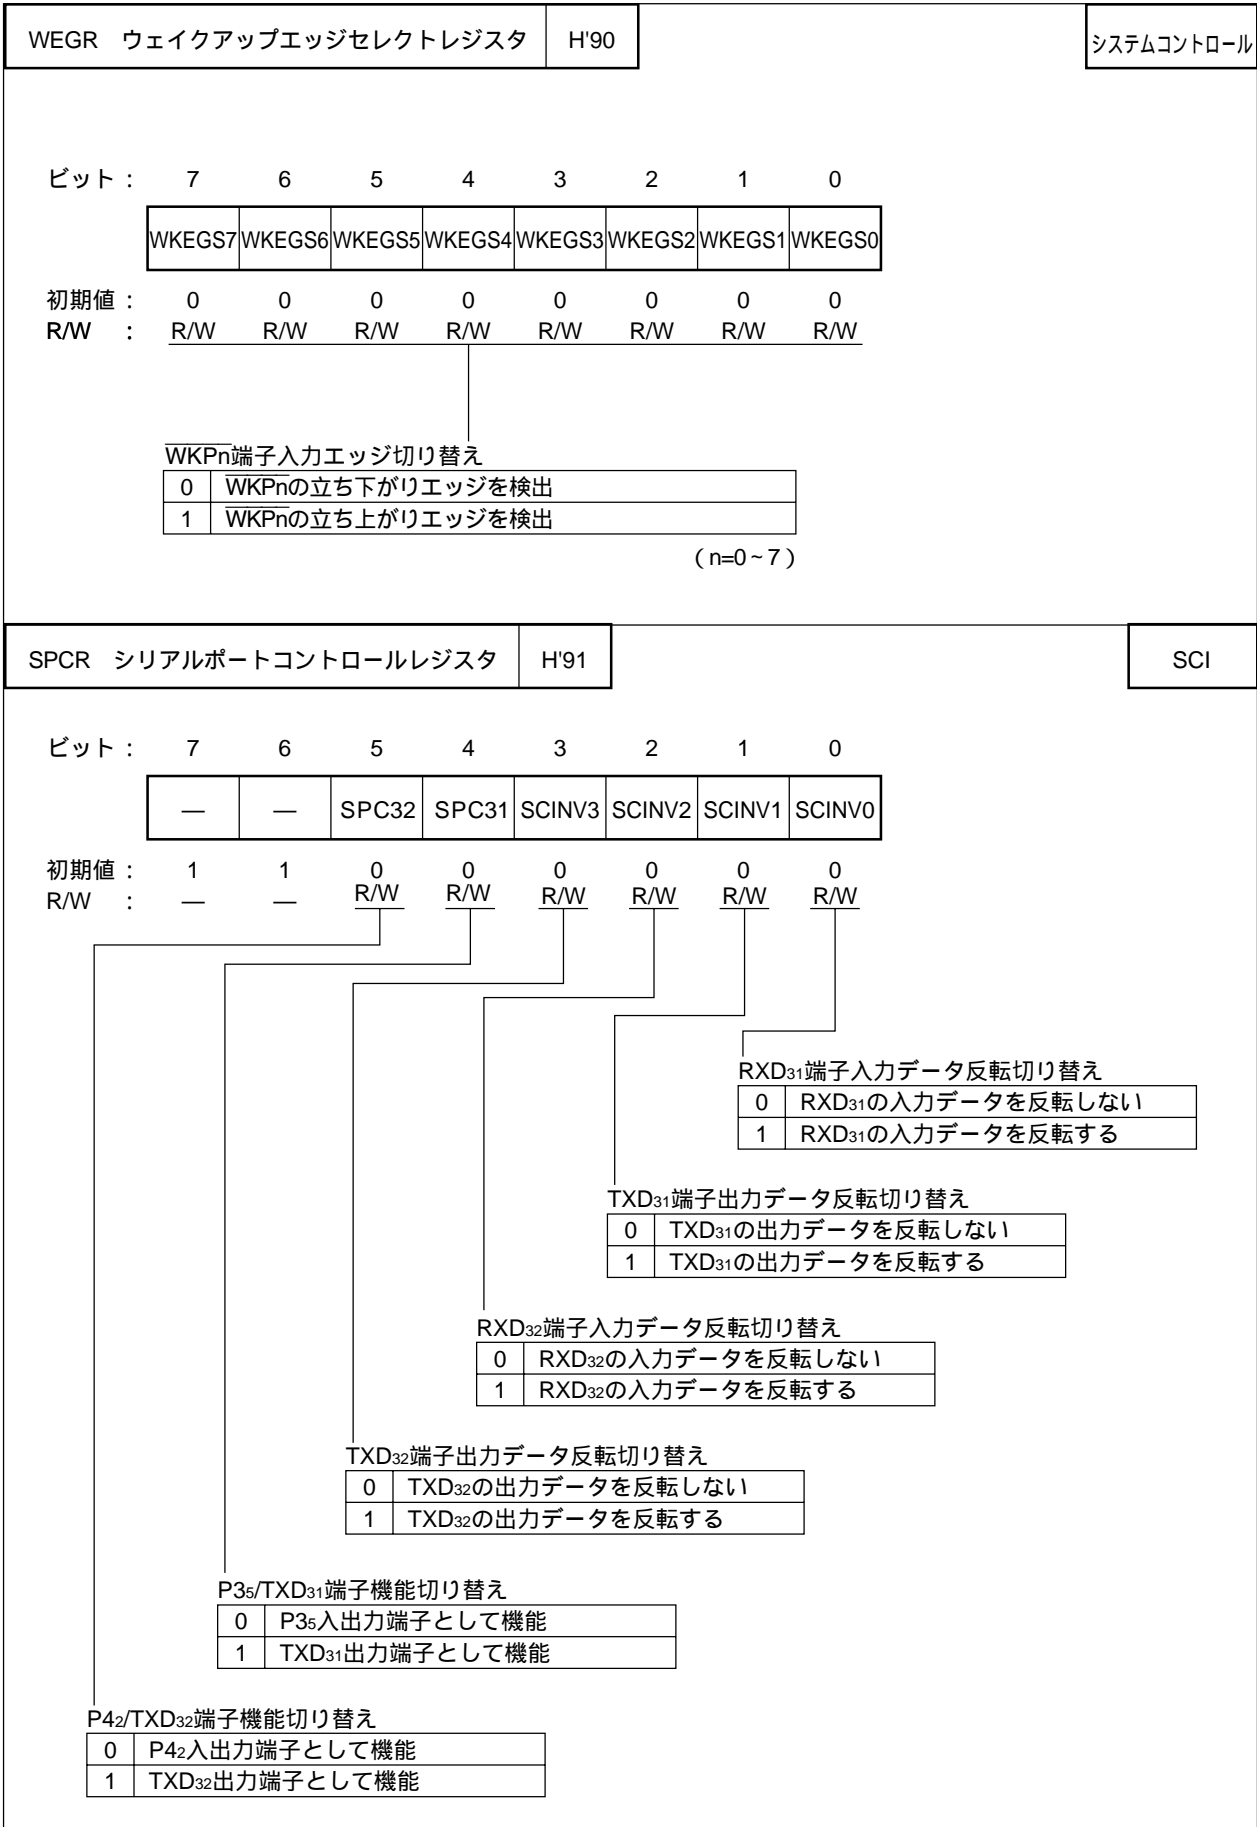 WEGR ウェイクアップエッジセレクトレジスタ H'90 システムコントロール
ビット: 7 6 5 4 3 2 1 0
WKEGS7 WKEGS6 WKEGS5 WKEGS4 WKEGS3 WKEGS2 WKEGS1 WKEGS0
初期値: 0 0 0 0 0 0 0 0
R/W : R/W R/W R/W R/W R/W R/W R/W R/W
W̅K̅P̅n̅端子入力エッジ切り替え
0 W̅K̅P̅n̅の立ち下がりエッジを検出
1 W̅K̅P̅n̅の立ち上がりエッジを検出
(n=0~7)
SPCR シリアルポートコントロールレジスタ H'91 SCI
ビット: 7 6 5 4 3 2 1 0
— — SPC32 SPC31 SCINV3 SCINV2 SCINV1 SCINV0
初期値: 1 1 0 0 0 0 0 0
R/W : — — R/W R/W R/W R/W R/W R/W
RXD₃₁端子入力データ反転切り替え
0 RXD₃₁の入力データを反転しない
1 RXD₃₁の入力データを反転する
TXD₃₁端子出力データ反転切り替え
0 TXD₃₁の出力データを反転しない
1 TXD₃₁の出力データを反転する
RXD₃₂端子入力データ反転切り替え
0 RXD₃₂の入力データを反転しない
1 RXD₃₂の入力データを反転する
TXD₃₂端子出力データ反転切り替え
0 TXD₃₂の出力データを反転しない
1 TXD₃₂の出力データを反転する
P3₅/TXD₃₁端子機能切り替え
0 P3₅入出力端子として機能
1 TXD₃₁出力端子として機能
P4₂/TXD₃₂端子機能切り替え
0 P4₂入出力端子として機能
1 TXD₃₂出力端子として機能